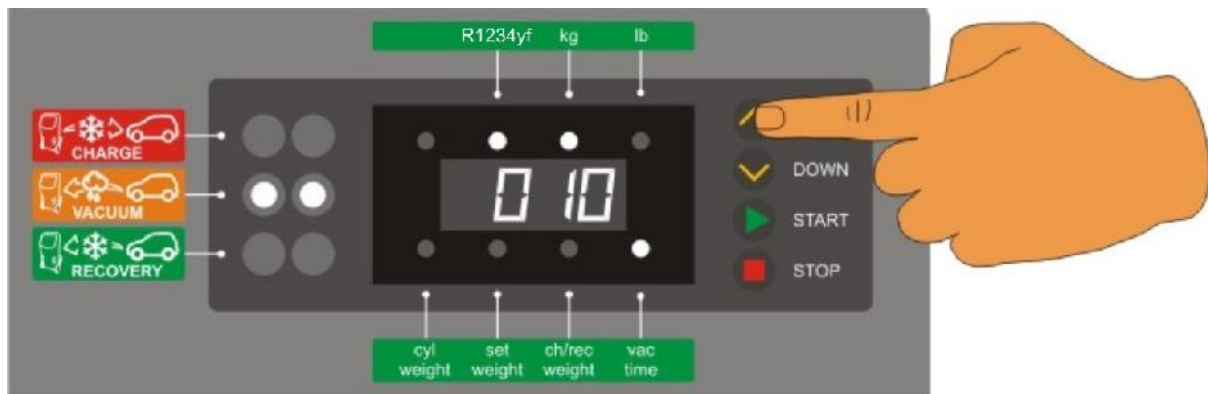 R1234yf kg lb
CHARGE
VACUUM
RECOVERY
010
DOWN
START
STOP
cyl weight
set weight
ch/rec weight
vac time